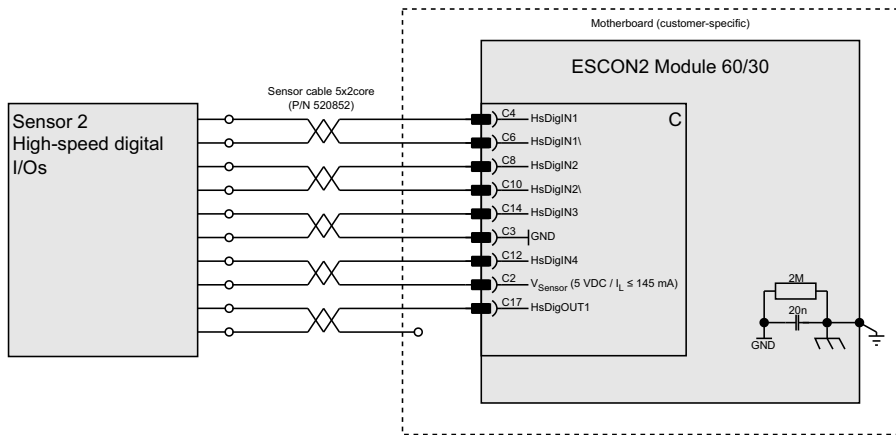 Motherboard (customer-specific)
ESCON2 Module 60/30
Sensor cable 5x2core
(P/N 520852)
Sensor 2
High-speed digital
I/Os
C
C4 HsDigIN1
C6 HsDigIN1\
C8 HsDigIN2
C10 HsDigIN2\
C14 HsDigIN3
C3 GND
C12 HsDigIN4
C2 VSensor (5 VDC / IL ≤ 145 mA)
C17 HsDigOUT1
2M
20n
GND